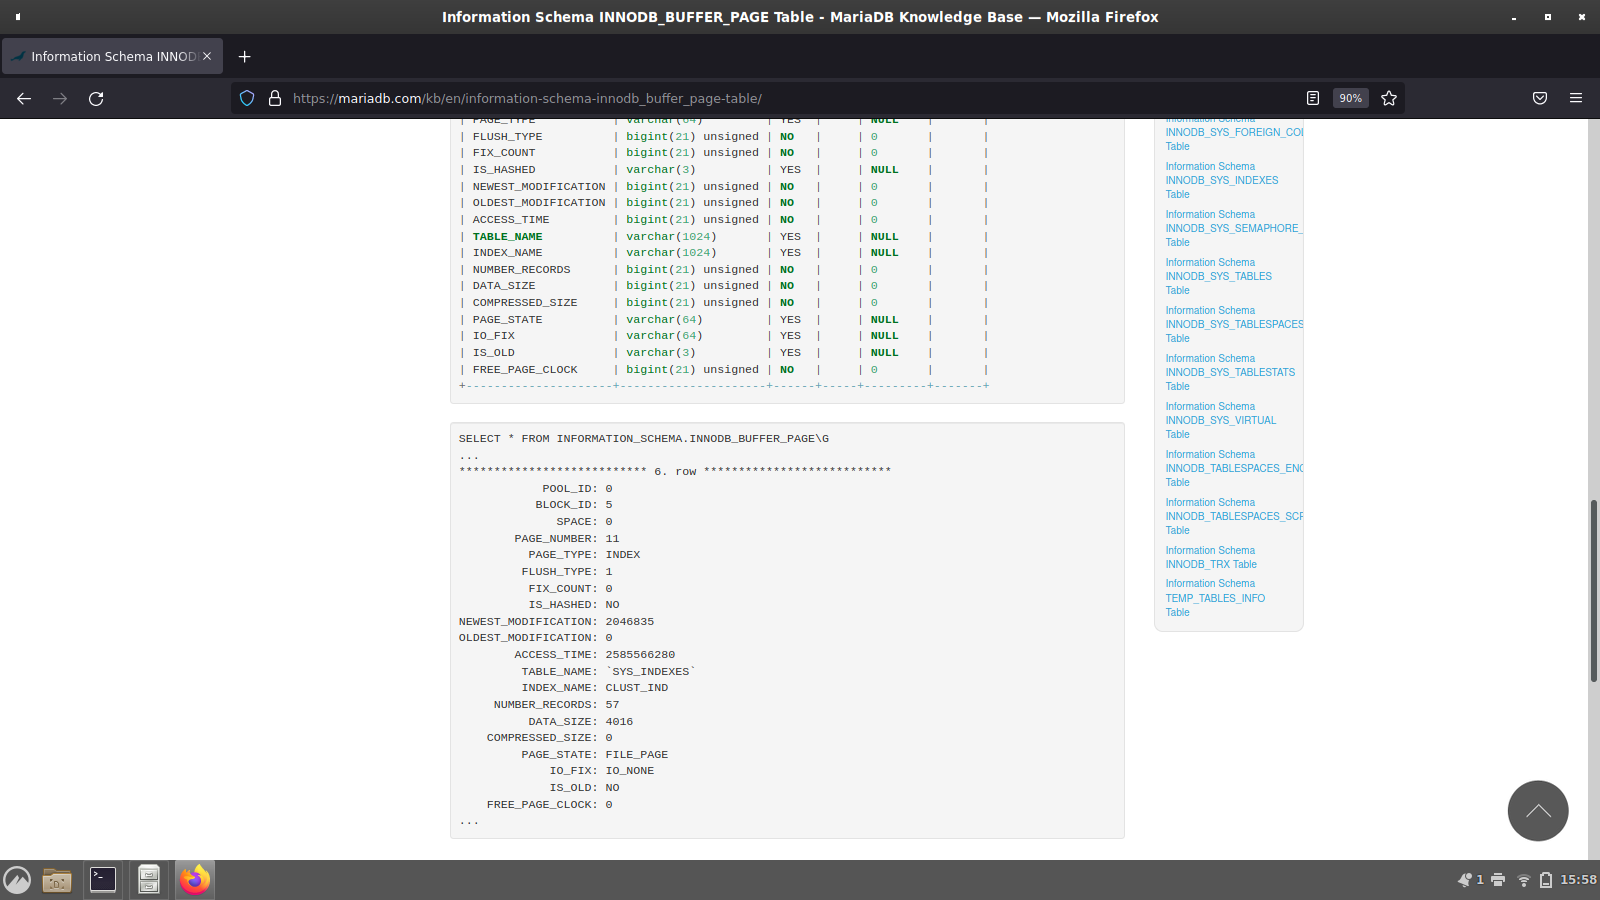 Information Schema INNODB_BUFFER_PAGE Table - MariaDB Knowledge Base — Mozilla Firefox
Information Schema INNOD
https://mariadb.com/kb/en/information-schema-innodb_buffer_page-table/
90%
| PAGE_TYPE | varchar(64) | YES | | NULL | |
| FLUSH_TYPE | bigint(21) unsigned | NO | | 0 | |
| FIX_COUNT | bigint(21) unsigned | NO | | 0 | |
| IS_HASHED | varchar(3) | YES | | NULL | |
| NEWEST_MODIFICATION | bigint(21) unsigned | NO | | 0 | |
| OLDEST_MODIFICATION | bigint(21) unsigned | NO | | 0 | |
| ACCESS_TIME | bigint(21) unsigned | NO | | 0 | |
| TABLE_NAME | varchar(1024) | YES | | NULL | |
| INDEX_NAME | varchar(1024) | YES | | NULL | |
| NUMBER_RECORDS | bigint(21) unsigned | NO | | 0 | |
| DATA_SIZE | bigint(21) unsigned | NO | | 0 | |
| COMPRESSED_SIZE | bigint(21) unsigned | NO | | 0 | |
| PAGE_STATE | varchar(64) | YES | | NULL | |
| IO_FIX | varchar(64) | YES | | NULL | |
| IS_OLD | varchar(3) | YES | | NULL | |
| FREE_PAGE_CLOCK | bigint(21) unsigned | NO | | 0 | |
+---------------------+---------------------+------+-----+---------+-------+
SELECT * FROM INFORMATION_SCHEMA.INNODB_BUFFER_PAGE\G
...
*************************** 6. row ***************************
POOL_ID: 0
BLOCK_ID: 5
SPACE: 0
PAGE_NUMBER: 11
PAGE_TYPE: INDEX
FLUSH_TYPE: 1
FIX_COUNT: 0
IS_HASHED: NO
NEWEST_MODIFICATION: 2046835
OLDEST_MODIFICATION: 0
ACCESS_TIME: 2585566280
TABLE_NAME: `SYS_INDEXES`
INDEX_NAME: CLUST_IND
NUMBER_RECORDS: 57
DATA_SIZE: 4016
COMPRESSED_SIZE: 0
PAGE_STATE: FILE_PAGE
IO_FIX: IO_NONE
IS_OLD: NO
FREE_PAGE_CLOCK: 0
...
Information Schema
INNODB_SYS_FOREIGN_COL
Table
Information Schema
INNODB_SYS_INDEXES
Table
Information Schema
INNODB_SYS_SEMAPHORE_
Table
Information Schema
INNODB_SYS_TABLES
Table
Information Schema
INNODB_SYS_TABLESPACES
Table
Information Schema
INNODB_SYS_TABLESTATS
Table
Information Schema
INNODB_SYS_VIRTUAL
Table
Information Schema
INNODB_TABLESPACES_ENC
Table
Information Schema
INNODB_TABLESPACES_SCR
Table
Information Schema
INNODB_TRX Table
Information Schema
TEMP_TABLES_INFO
Table
1
15:58